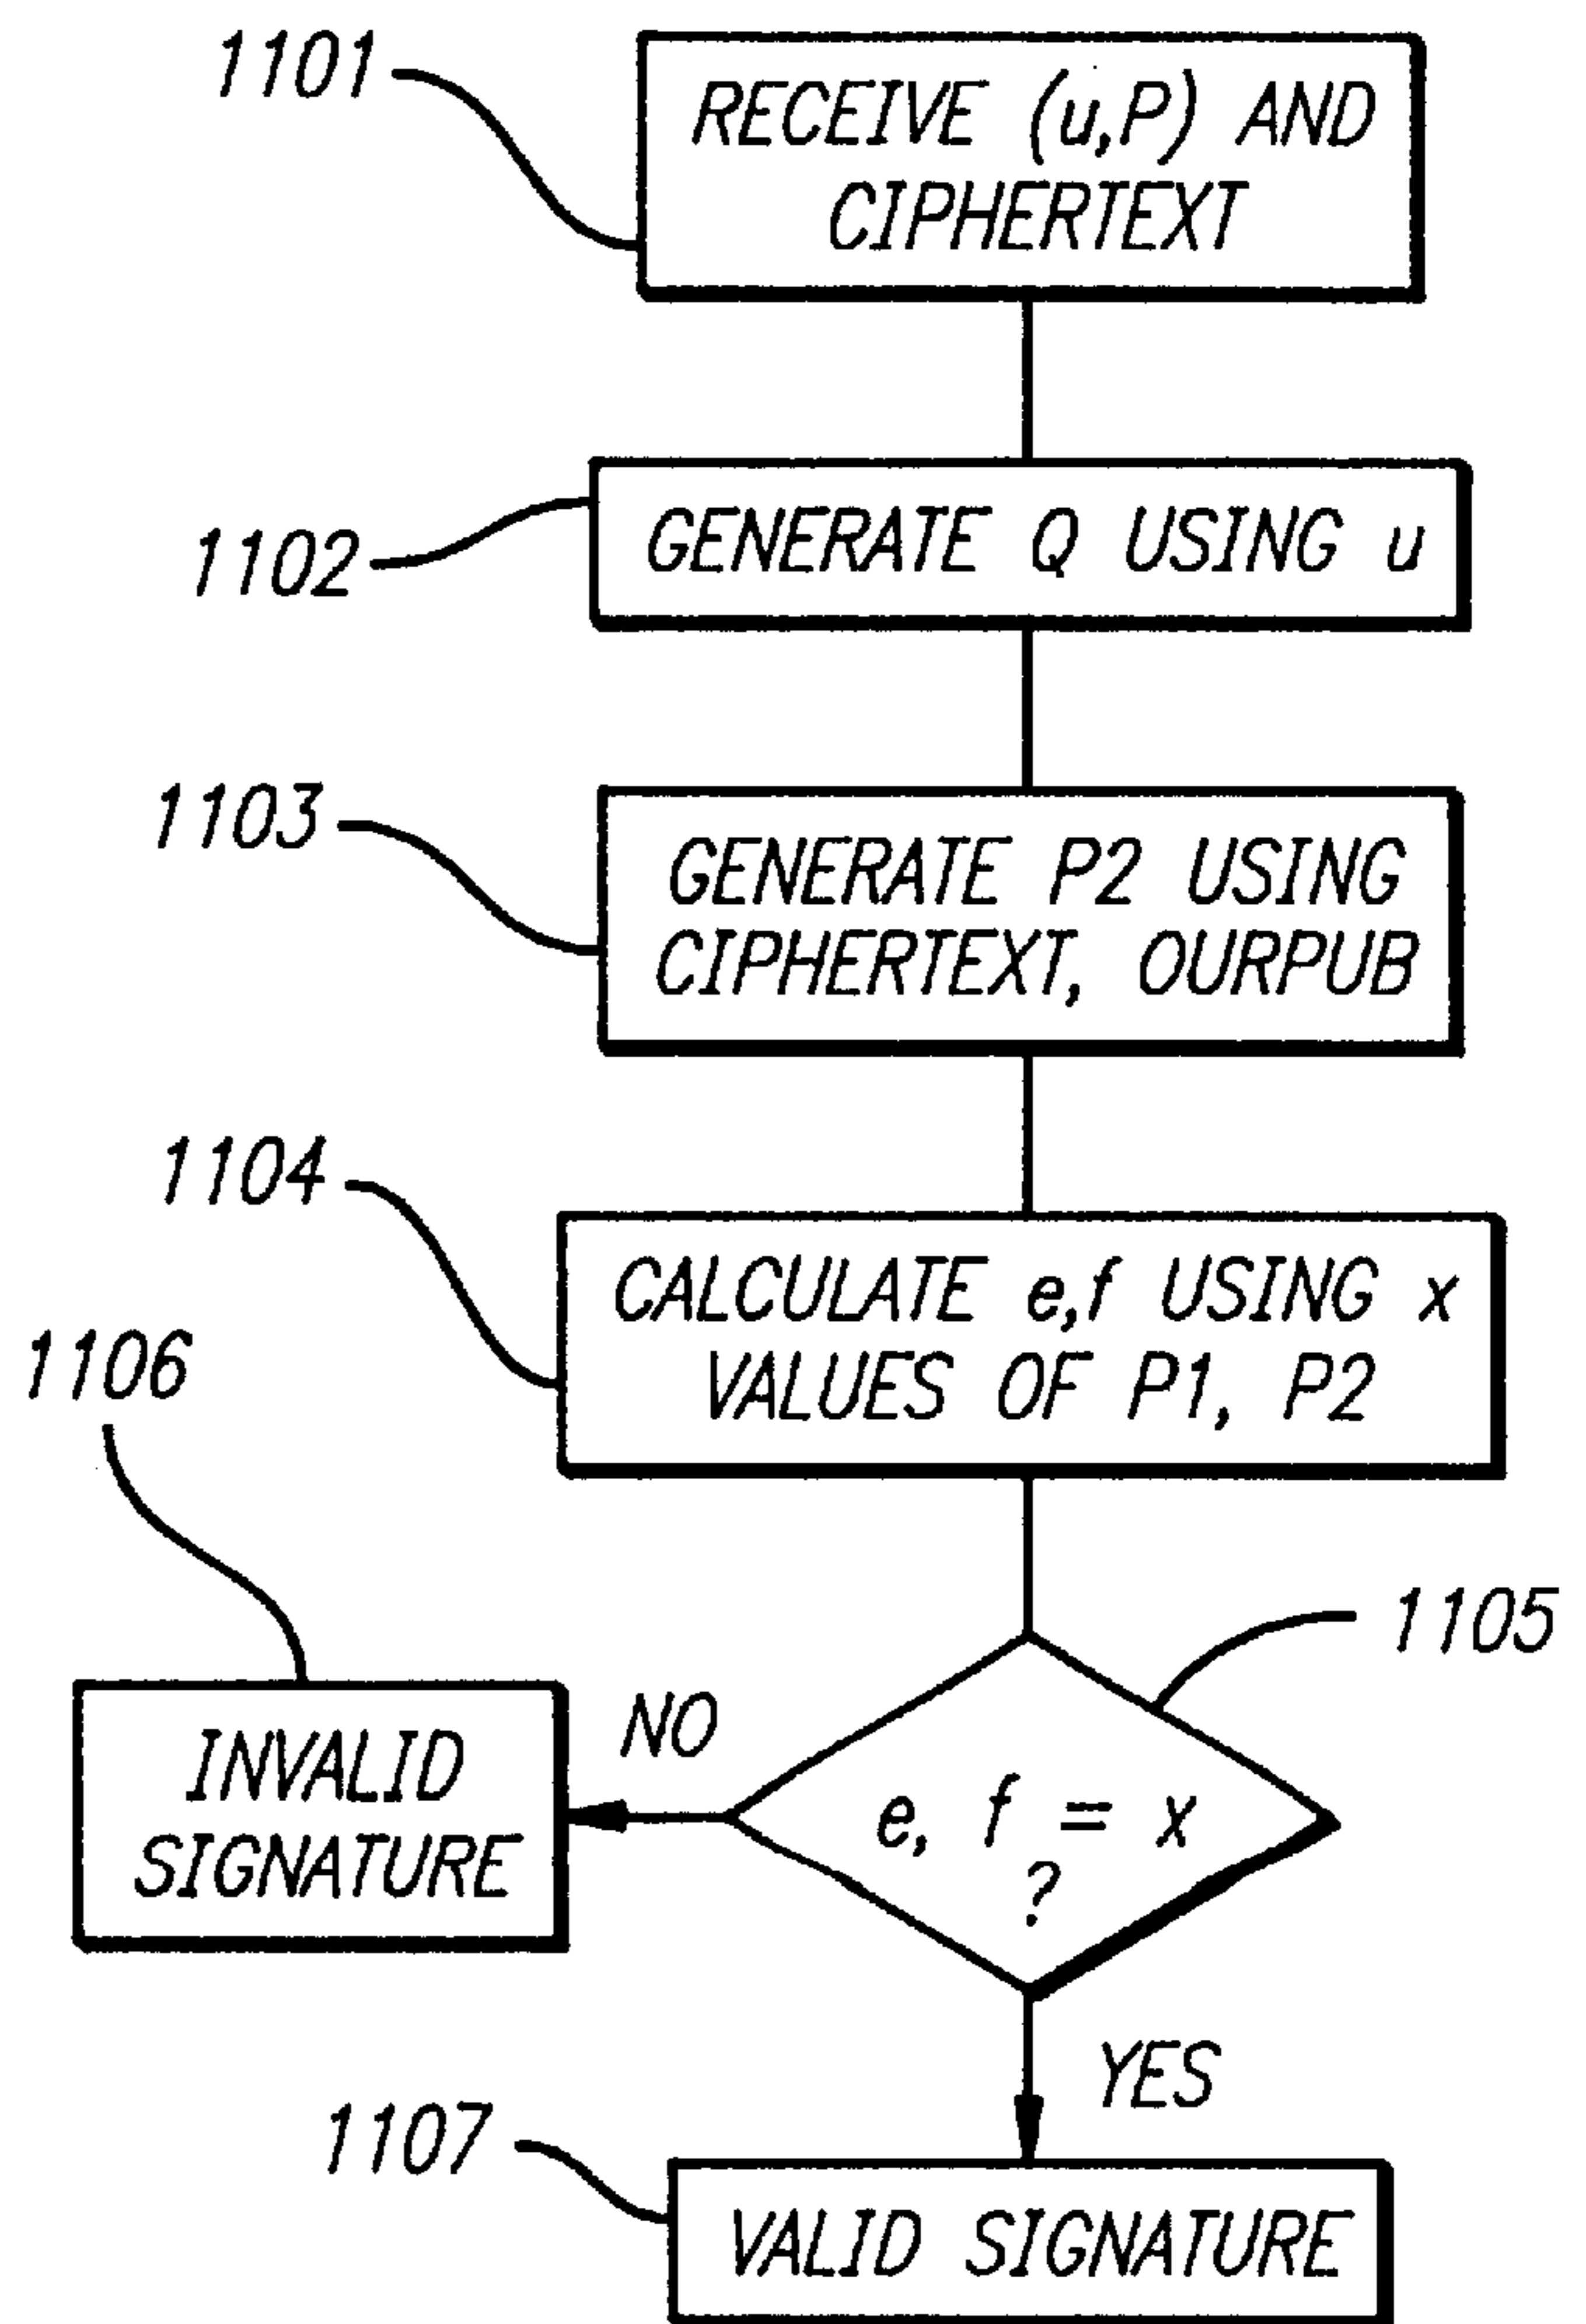 1101
RECEIVE (u,P) AND
CIPHERTEXT
1102
GENERATE Q USING u
1103
GENERATE P2 USING
CIPHERTEXT, OURPUB
1104
CALCULATE e,f USING x
VALUES OF P1, P2
1106
1105
INVALID
SIGNATURE
NO
e, f = x
?
YES
1107
VALID SIGNATURE